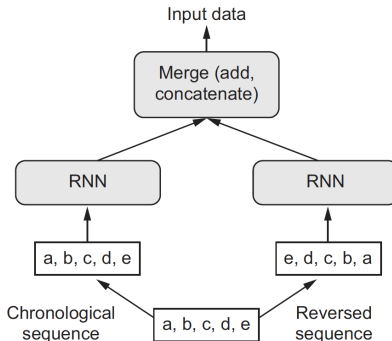 Input data
Merge (add,
concatenate)
RNN
RNN
a, b, c, d, e
e, d, c, b, a
Chronological
sequence
a, b, c, d, e
Reversed
sequence